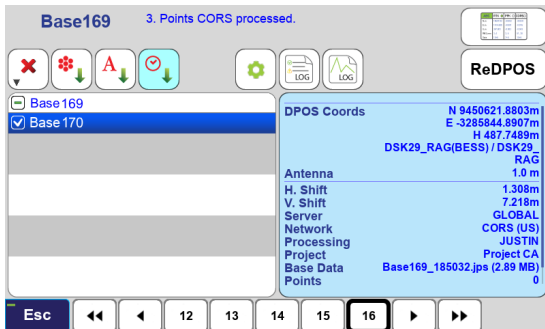 Base169
3. Points CORS processed.
A
LOG
LOG
ReDPOS
Base169
Base170
DPOS Coords
N 9450621.8803m
E -3285844.8907m
H 487.7489m
DSK29_RAG(BESS) / DSK29_
RAG
Antenna 1.0 m
H. Shift 1.308m
V. Shift 7.218m
Server GLOBAL
Network CORS (US)
Processing JUSTIN
Project Project CA
Base Data Base169_185032.jps (2.89 MB)
Points 0
Esc 12 13 14 15 16